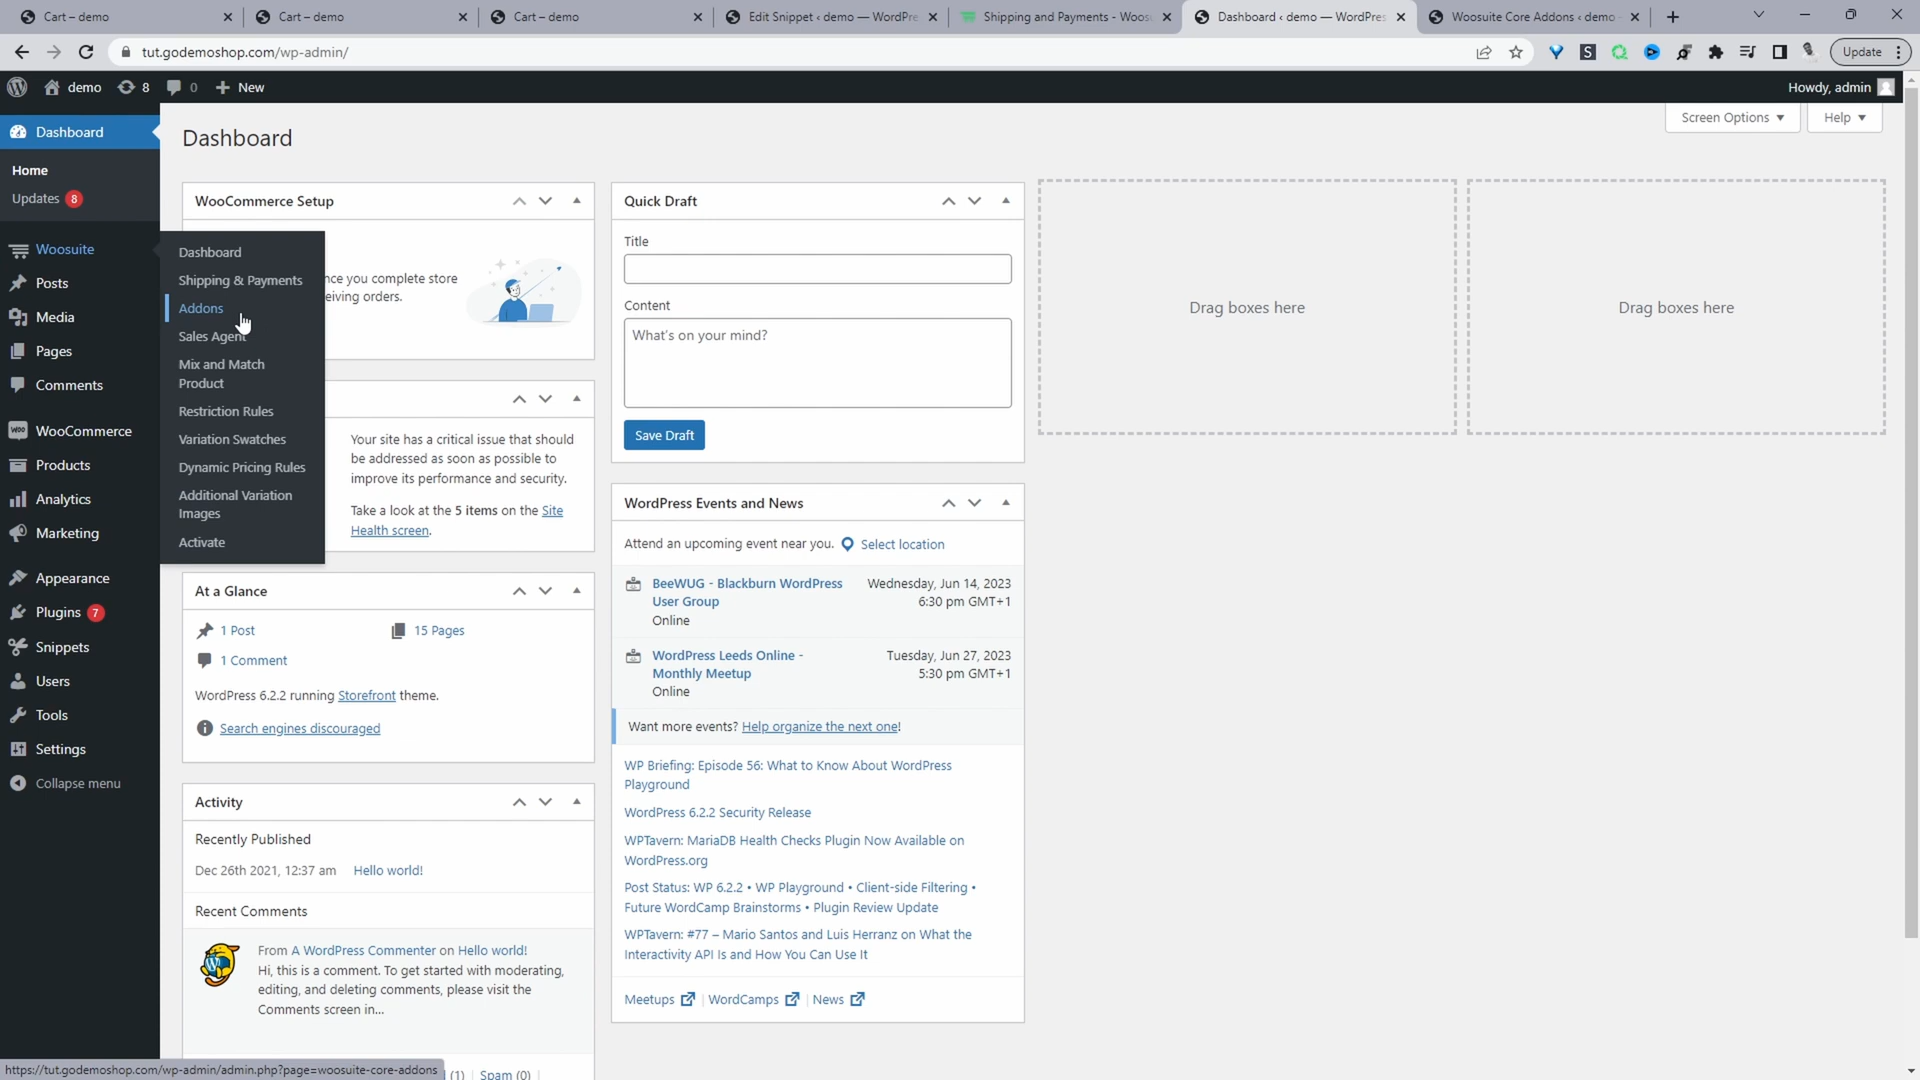 Cart – demo
Cart – demo
Cart – demo
Edit Snippet ‹ demo — WordPre
Shipping and Payments - Woos
Dashboard ‹ demo — WordPres
Woosuite Core Addons ‹ demo
tut.godemoshop.com/wp-admin/
Update
demo
8
0
New
Howdy, admin
Dashboard
Home
Updates 8
Woosuite
Posts
Media
Pages
Comments
WooCommerce
Products
Analytics
Marketing
Appearance
Plugins 7
Snippets
Users
Tools
Settings
Collapse menu
Dashboard
Shipping & Payments
Addons
Sales Agent
Mix and Match
Product
Restriction Rules
Variation Swatches
Dynamic Pricing Rules
Additional Variation
Images
Activate
Dashboard
Screen Options
Help
WooCommerce Setup
nce you complete store
eiving orders.
Your site has a critical issue that should
be addressed as soon as possible to
improve its performance and security.
Take a look at the 5 items on the Site
Health screen.
At a Glance
1 Post
15 Pages
1 Comment
WordPress 6.2.2 running Storefront theme.
Search engines discouraged
Activity
Recently Published
Dec 26th 2021, 12:37 am Hello world!
Recent Comments
From A WordPress Commenter on Hello world!
Hi, this is a comment. To get started with moderating,
editing, and deleting comments, please visit the
Comments screen in...
(1) Spam (0)
Quick Draft
Title
Content
What's on your mind?
Save Draft
WordPress Events and News
Attend an upcoming event near you. Select location
BeeWUG - Blackburn WordPress
User Group
Online
Wednesday, Jun 14, 2023
6:30 pm GMT+1
WordPress Leeds Online -
Monthly Meetup
Online
Tuesday, Jun 27, 2023
5:30 pm GMT+1
Want more events? Help organize the next one!
WP Briefing: Episode 56: What to Know About WordPress
Playground
WordPress 6.2.2 Security Release
WPTavern: MariaDB Health Checks Plugin Now Available on
WordPress.org
Post Status: WP 6.2.2 • WP Playground • Client-side Filtering •
Future WordCamp Brainstorms • Plugin Review Update
WPTavern: #77 – Mario Santos and Luis Herranz on What the
Interactivity API Is and How You Can Use It
Meetups
WordCamps
News
Drag boxes here
Drag boxes here
https://tut.godemoshop.com/wp-admin/admin.php?page=woosuite-core-addons